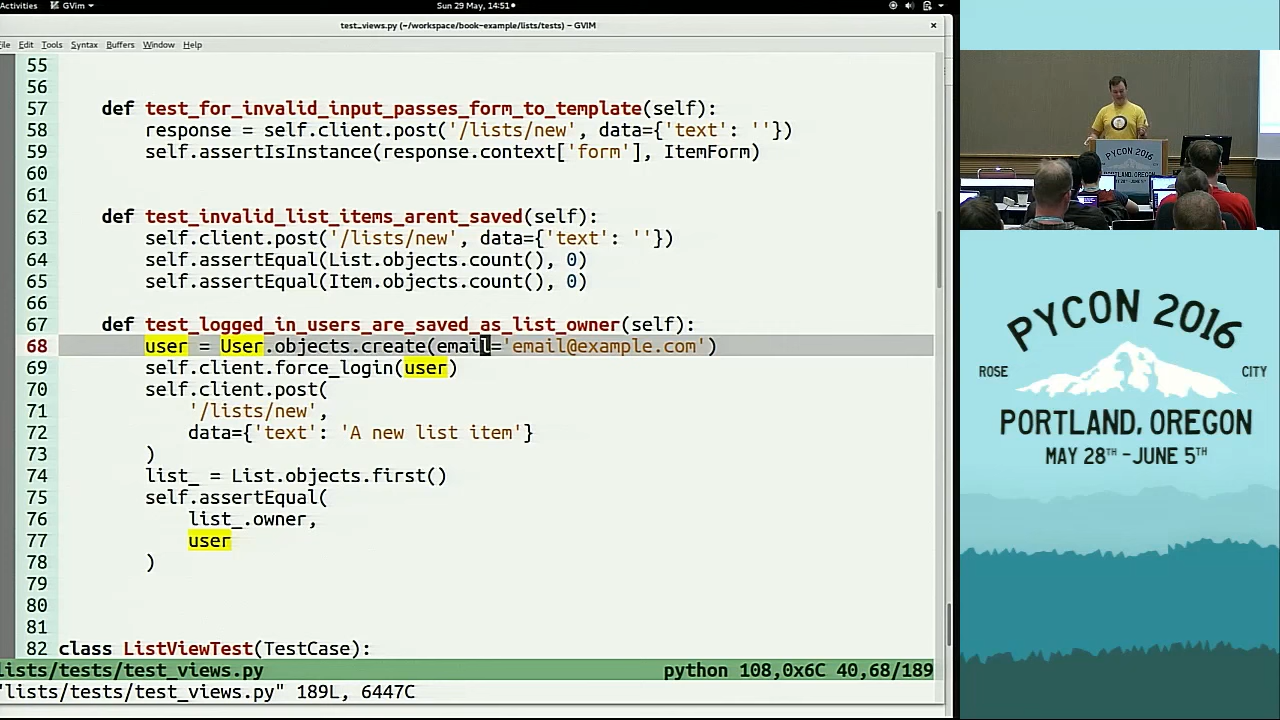 Activities GVim Sun 29 May, 14:51
test_views.py (~/workspace/book-example/lists/tests) – GVIM
File Edit Tools Syntax Buffers Window Help
55
56
57 def test_for_invalid_input_passes_form_to_template(self):
58 response = self.client.post('/lists/new', data={'text': ''})
59 self.assertIsInstance(response.context['form'], ItemForm)
60
61
62 def test_invalid_list_items_arent_saved(self):
63 self.client.post('/lists/new', data={'text': ''})
64 self.assertEqual(List.objects.count(), 0)
65 self.assertEqual(Item.objects.count(), 0)
66
67 def test_logged_in_users_are_saved_as_list_owner(self):
68 user = User.objects.create(email='email@example.com')
69 self.client.force_login(user)
70 self.client.post(
71 '/lists/new',
72 data={'text': 'A new list item'}
73 )
74 list_ = List.objects.first()
75 self.assertEqual(
76 list_.owner,
77 user
78 )
79
80
81
82 class ListViewTest(TestCase):
lists/tests/test_views.py python 108,0x6C 40,68/189
"lists/tests/test_views.py" 189L, 6447C
PYCON 2016
PORTLAND, OREGON
MAY 28TH - JUNE 5TH
PYCON 2016
ROSE CITY
PORTLAND, OREGON
MAY 28TH - JUNE 5TH